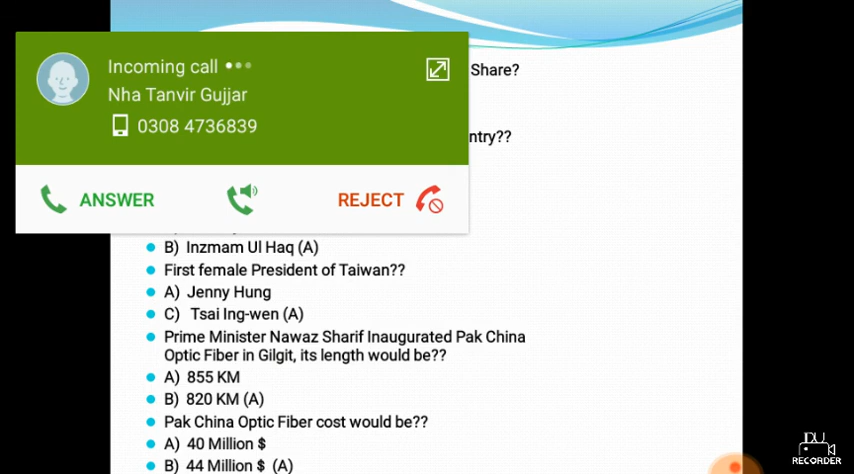 Share?
Incoming call
Nha Tanvir Gujjar
0308 4736839
ntry??
ANSWER
REJECT
B) Inzmam Ul Haq (A)
First female President of Taiwan??
A) Jenny Hung
C) Tsai Ing-wen (A)
Prime Minister Nawaz Sharif Inaugurated Pak China
Optic Fiber in Gilgit, its length would be??
A) 855 KM
B) 820 KM (A)
Pak China Optic Fiber cost would be??
A) 40 Million $
B) 44 Million $ (A)
DU
RECORDER